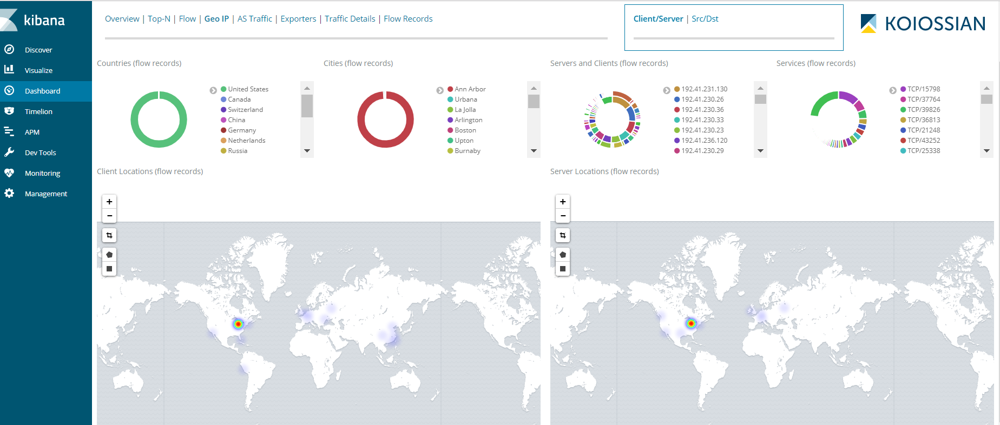 kibana
Discover
Visualize
Dashboard
Timelion
APM
Dev Tools
Monitoring
Management
Overview | Top-N | Flow | Geo IP | AS Traffic | Exporters | Traffic Details | Flow Records
Client/Server | Src/Dst
KOIOSSIAN
Countries (flow records)
United States
Canada
Switzerland
China
Germany
Netherlands
Russia
Cities (flow records)
Ann Arbor
Urbana
La Jolla
Arlington
Boston
Upton
Burnaby
Servers and Clients (flow records)
192.41.231.130
192.41.230.26
192.41.230.36
192.41.230.33
192.41.230.23
192.41.236.120
192.41.230.29
Services (flow records)
TCP/15798
TCP/37764
TCP/39826
TCP/36813
TCP/21248
TCP/43252
TCP/25338
Client Locations (flow records)
+
−
Server Locations (flow records)
+
−